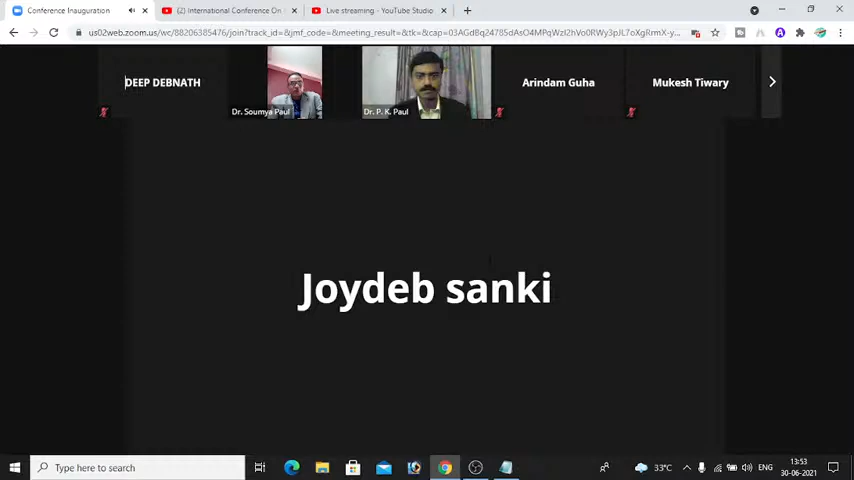 Conference Inauguration
(2) International Conference On
Live streaming - YouTube Studio
us02web.zoom.us/wc/88206385476/join?track_id=&jmf_code=&meeting_result=&tk=&cap=03AGdBq24785dAsO4MPqWzI2hVo0RWy3pJL7oXgRrmX-y...
DEEP DEBNATH
Dr. Soumya Paul
Dr. P. K. Paul
Arindam Guha
Mukesh Tiwary
Joydeb sanki
Type here to search
33°C
ENG
13:53
30-06-2021